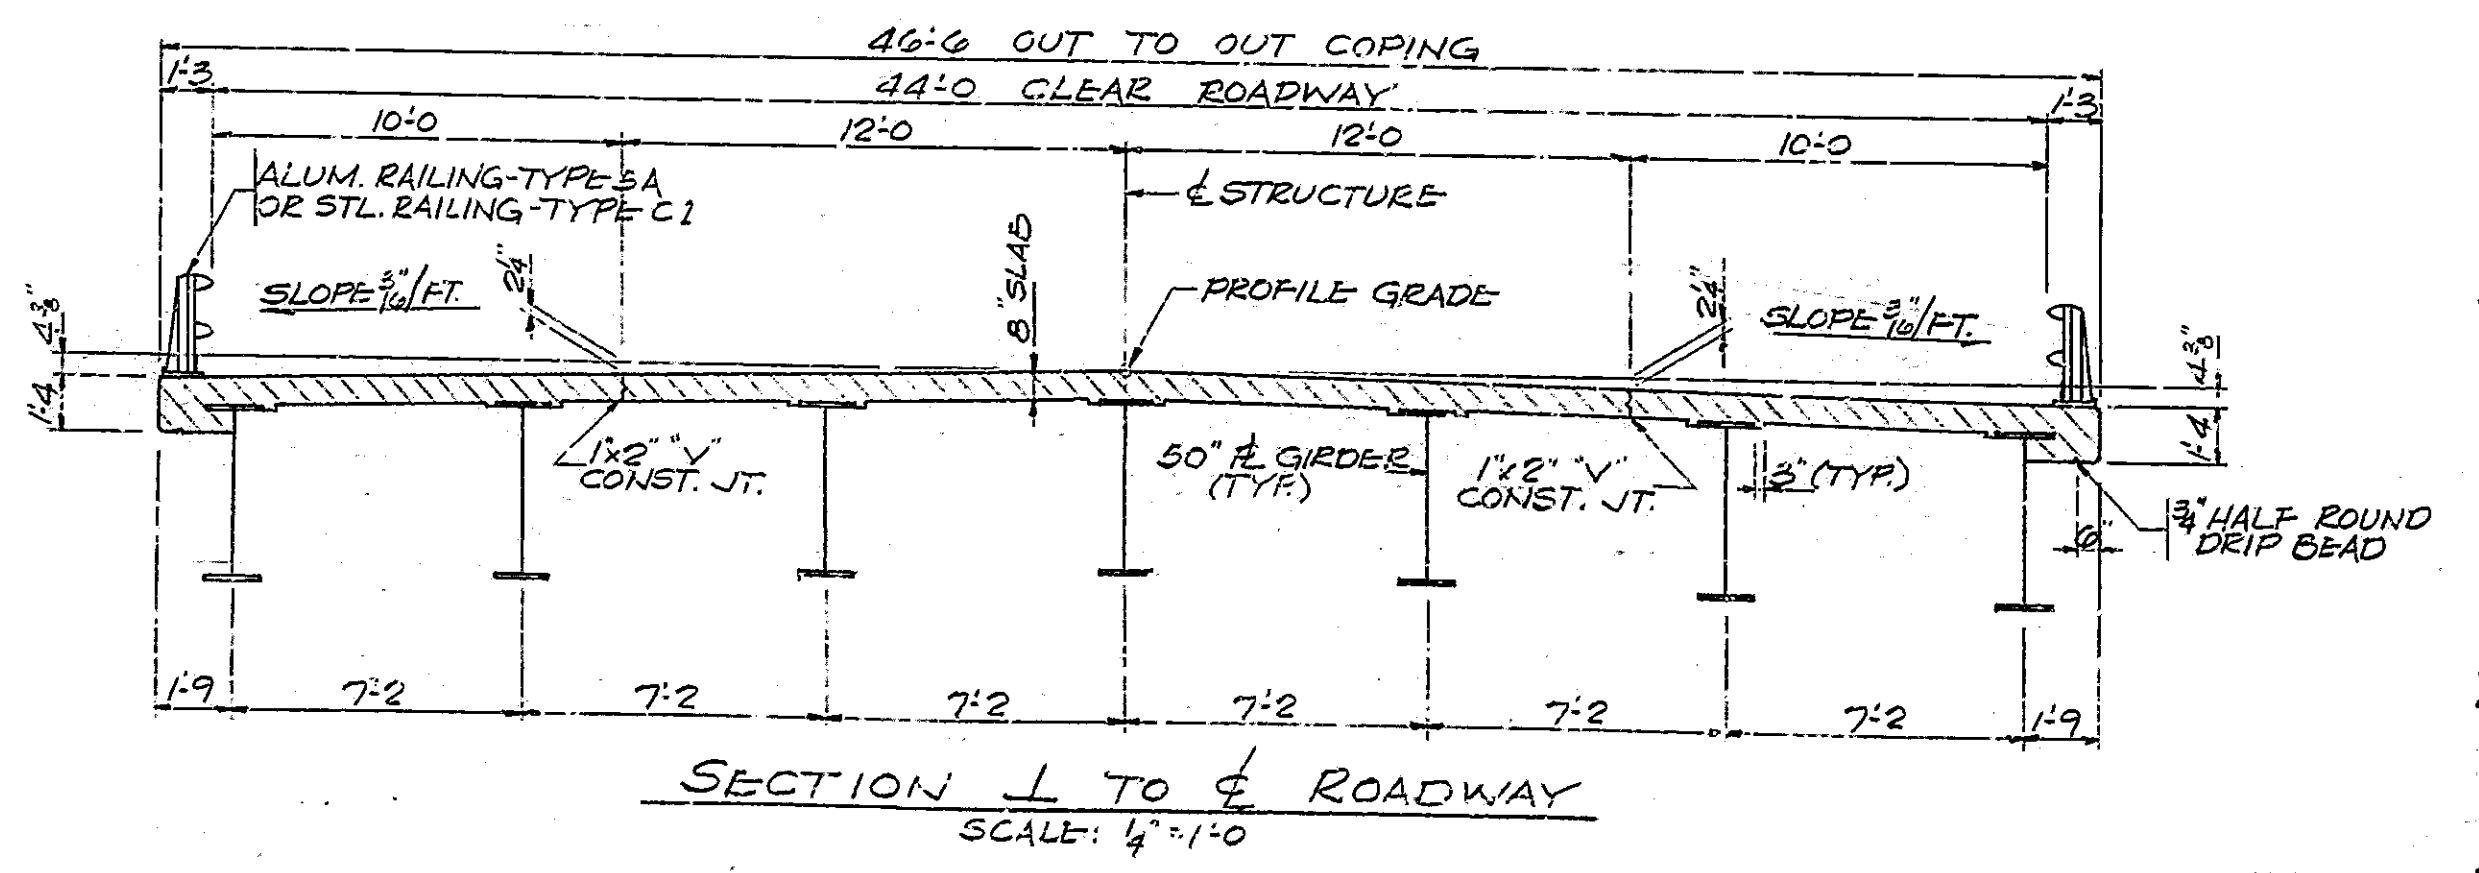 46'-6 OUT TO OUT COPING
1'-3
44'-0 CLEAR ROADWAY
1'-3
10'-0
12'-0
12'-0
10'-0
ALUM. RAILING-TYPE 5A
OR STL. RAILING-TYPE C1
℄ STRUCTURE
2¼"
SLOPE 3/16"/FT.
8" SLAB
PROFILE GRADE
2¼"
SLOPE 3/16"/FT.
4⅜"
4⅜"
1'-4
1'-4
1"x2" "V"
CONST. JT.
50" ⅊ GIRDER
(TYP.)
1"x2" "V"
CONST. JT.
3" (TYP.)
¾" HALF ROUND
DRIP BEAD
6"
1'-9
7'-2
7'-2
7'-2
7'-2
7'-2
7'-2
1'-9
SECTION ⊥ TO ℄ ROADWAY
SCALE: ¼" = 1'-0